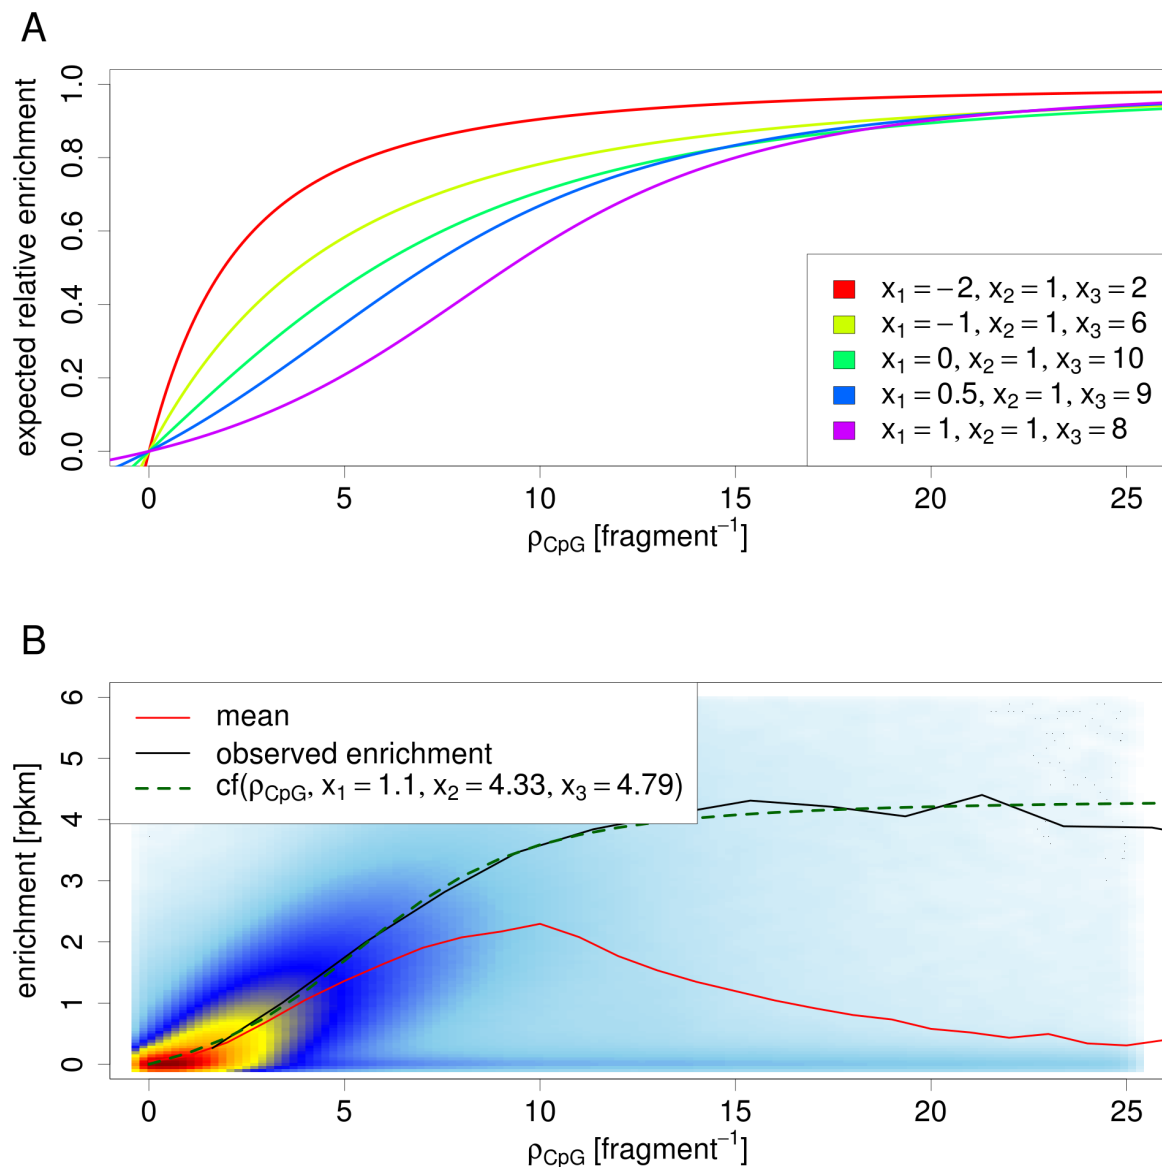 A
expected relative enrichment
1.0
0.8
0.6
0.4
0.2
0.0
x₁ = −2, x₂ = 1, x₃ = 2
x₁ = −1, x₂ = 1, x₃ = 6
x₁ = 0, x₂ = 1, x₃ = 10
x₁ = 0.5, x₂ = 1, x₃ = 9
x₁ = 1, x₂ = 1, x₃ = 8
0 5 10 15 20 25
ρCpG [fragment⁻¹]
B
enrichment [rpkm]
6
5
4
3
2
1
0
mean
observed enrichment
cf(ρCpG, x₁ = 1.1, x₂ = 4.33, x₃ = 4.79)
0 5 10 15 20 25
ρCpG [fragment⁻¹]